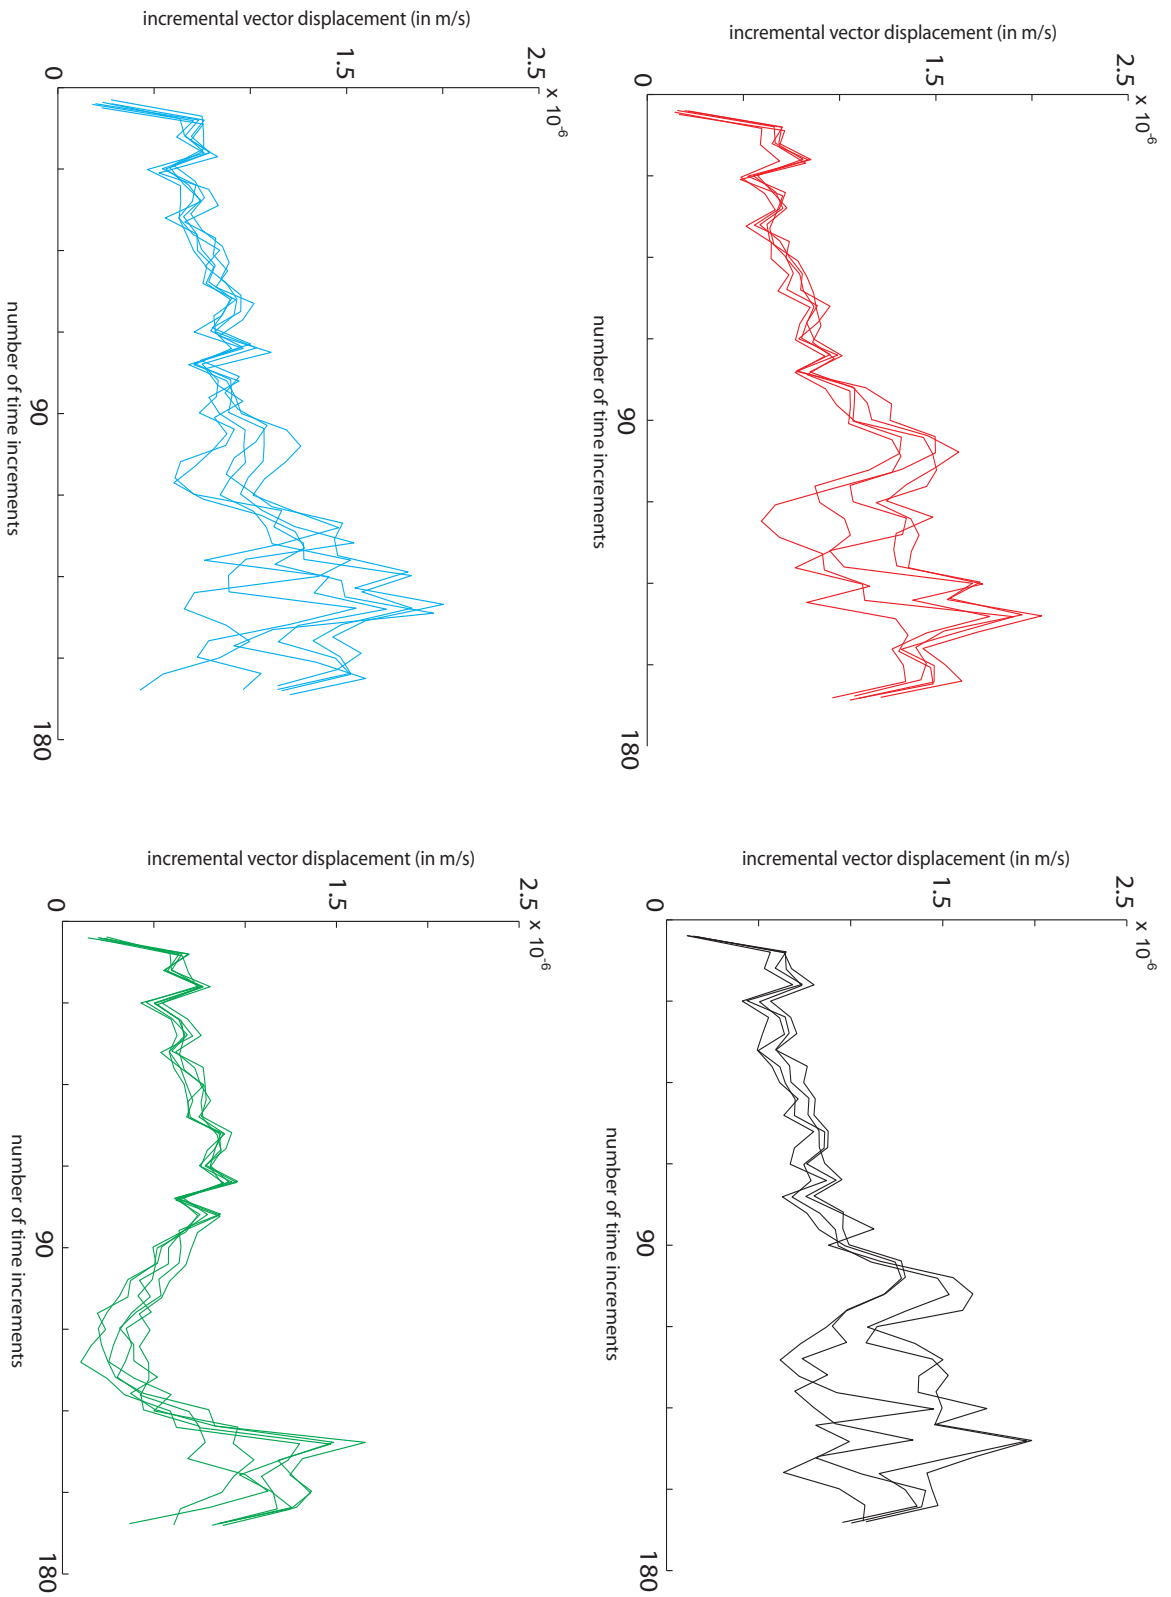 incremental vector displacement (in m/s)
0
1.5
2.5
x 10-6
90
180
number of time increments
incremental vector displacement (in m/s)
0
1.5
2.5
x 10-6
90
180
number of time increments
incremental vector displacement (in m/s)
0
1.5
2.5
x 10-6
90
180
number of time increments
incremental vector displacement (in m/s)
0
1.5
2.5
x 10-6
90
180
number of time increments